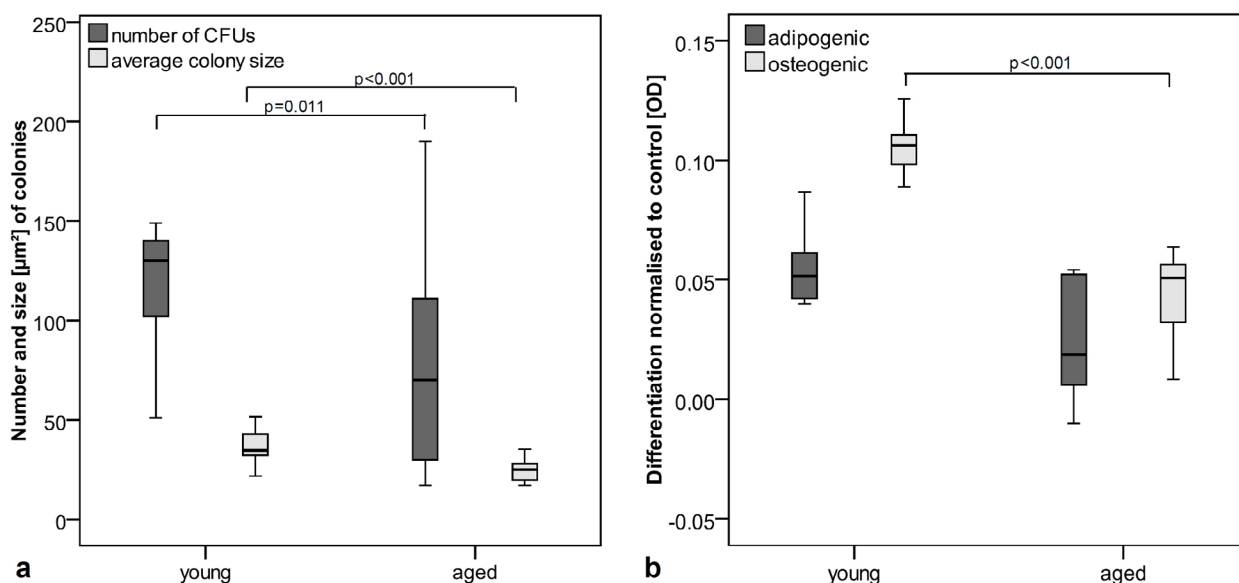 250
number of CFUs
average colony size
p<0.001
p=0.011
200
150
100
50
0
Number and size [µm²] of colonies
young
aged
a
0.15
adipogenic
osteogenic
p<0.001
0.10
0.05
0.00
-0.05
Differentiation normalised to control [OD]
young
aged
b